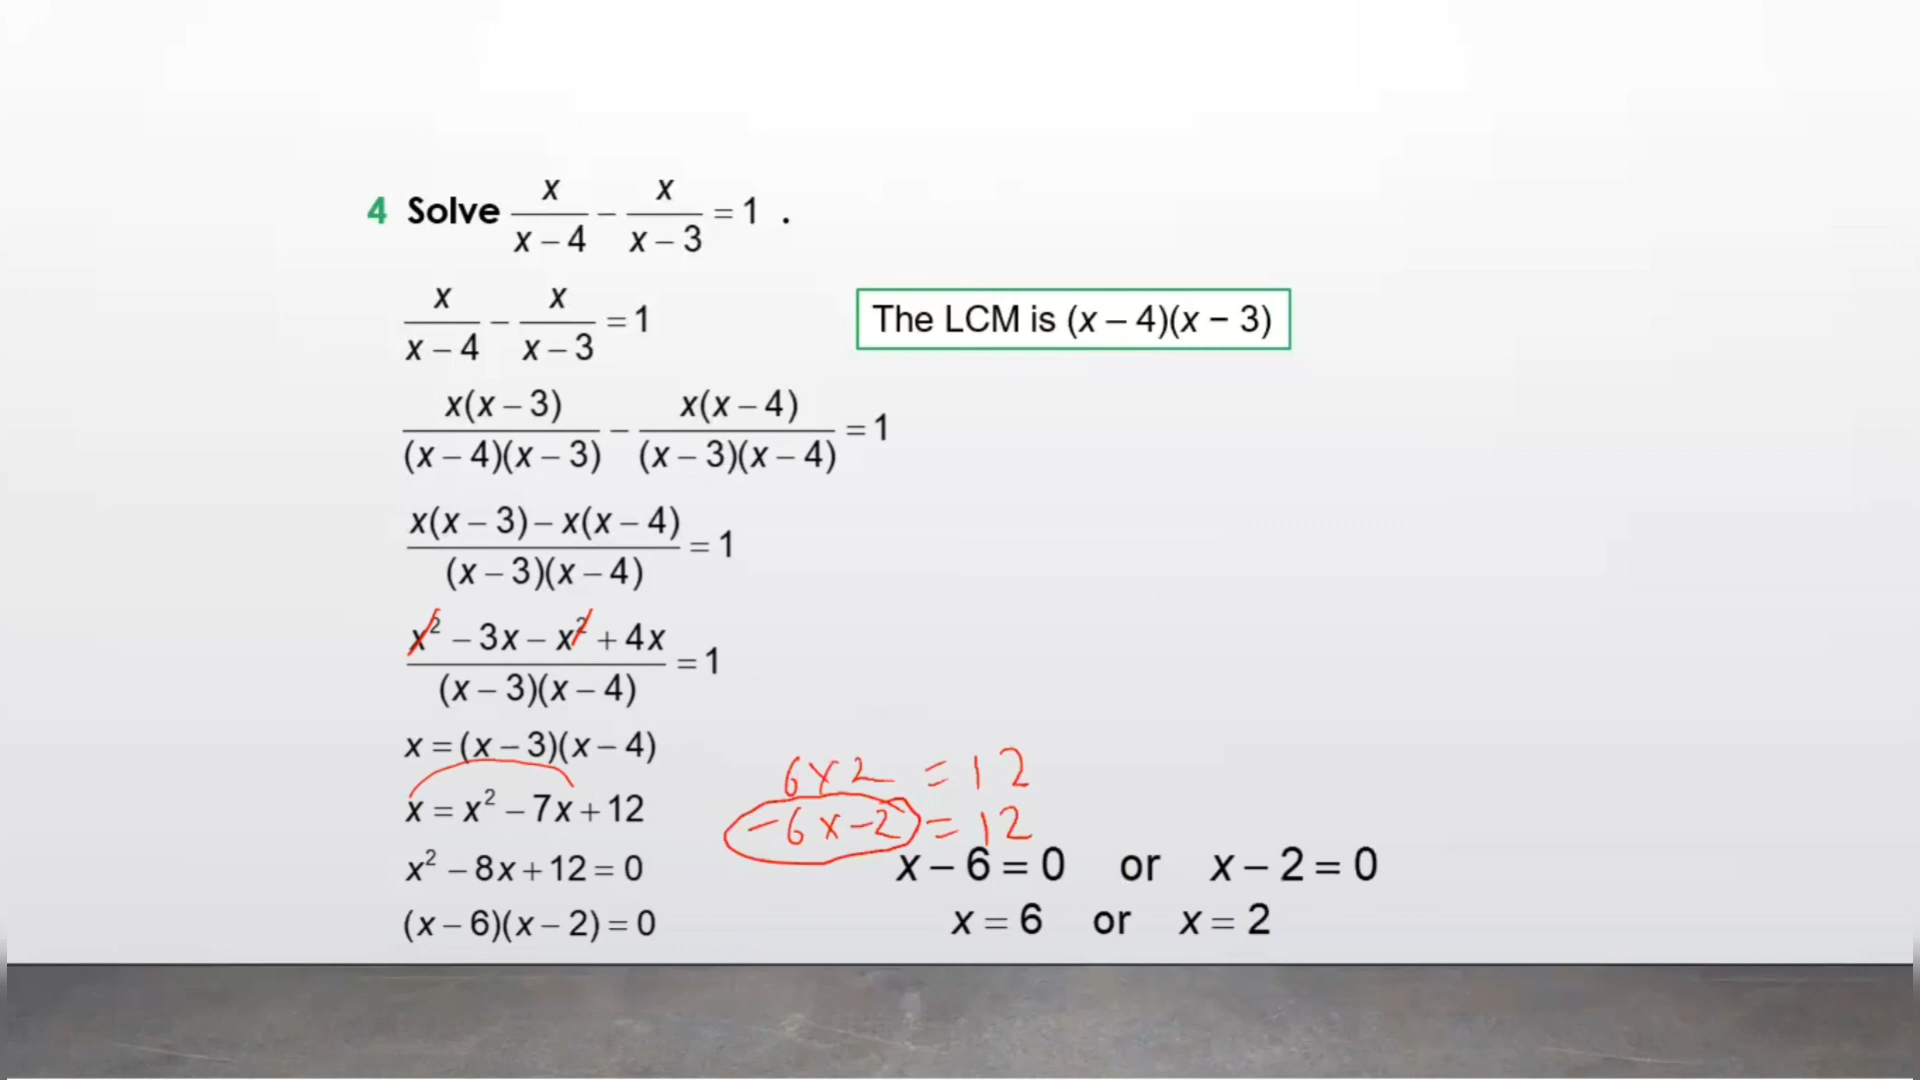 4 Solve x/(x – 4) – x/(x – 3) = 1 .
x/(x – 4) – x/(x – 3) = 1
The LCM is (x – 4)(x – 3)
x(x – 3)/((x – 4)(x – 3)) – x(x – 4)/((x – 3)(x – 4)) = 1
(x(x – 3) – x(x – 4))/((x – 3)(x – 4)) = 1
(x² – 3x – x² + 4x)/((x – 3)(x – 4)) = 1
x = (x – 3)(x – 4)
6 x 2 = 12
x = x² – 7x + 12
-6 x -2 = 12
x² – 8x + 12 = 0
x – 6 = 0 or x – 2 = 0
(x – 6)(x – 2) = 0
x = 6 or x = 2